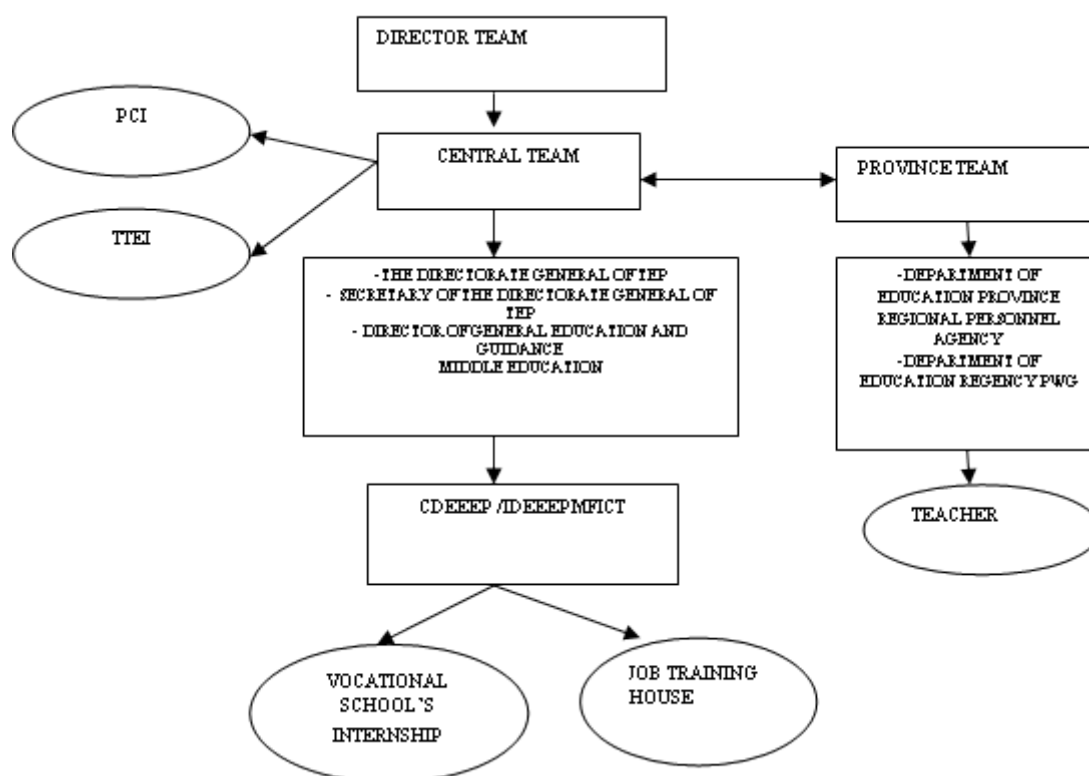 DIRECTOR TEAM
PCI
CENTRAL TEAM
PROVINCE TEAM
TTEI
- THE DIRECTORATE GENERAL OF TEP
- SECRETARY OF THE DIRECTORATE GENERAL OF
TEP
- DIRECTOR OF GENERAL EDUCATION AND
GUIDANCE
MIDDLE EDUCATION
- DEPARTMENT OF
EDUCATION PROVINCE
REGIONAL PERSONNEL
AGENCY
- DEPARTMENT OF
EDUCATION REGENCY PWG
CDEEEP /IDEEEPMFICT
TEACHER
VOCATIONAL
SCHOOL`S
INTERNSHIP
JOB TRAINING
HOUSE